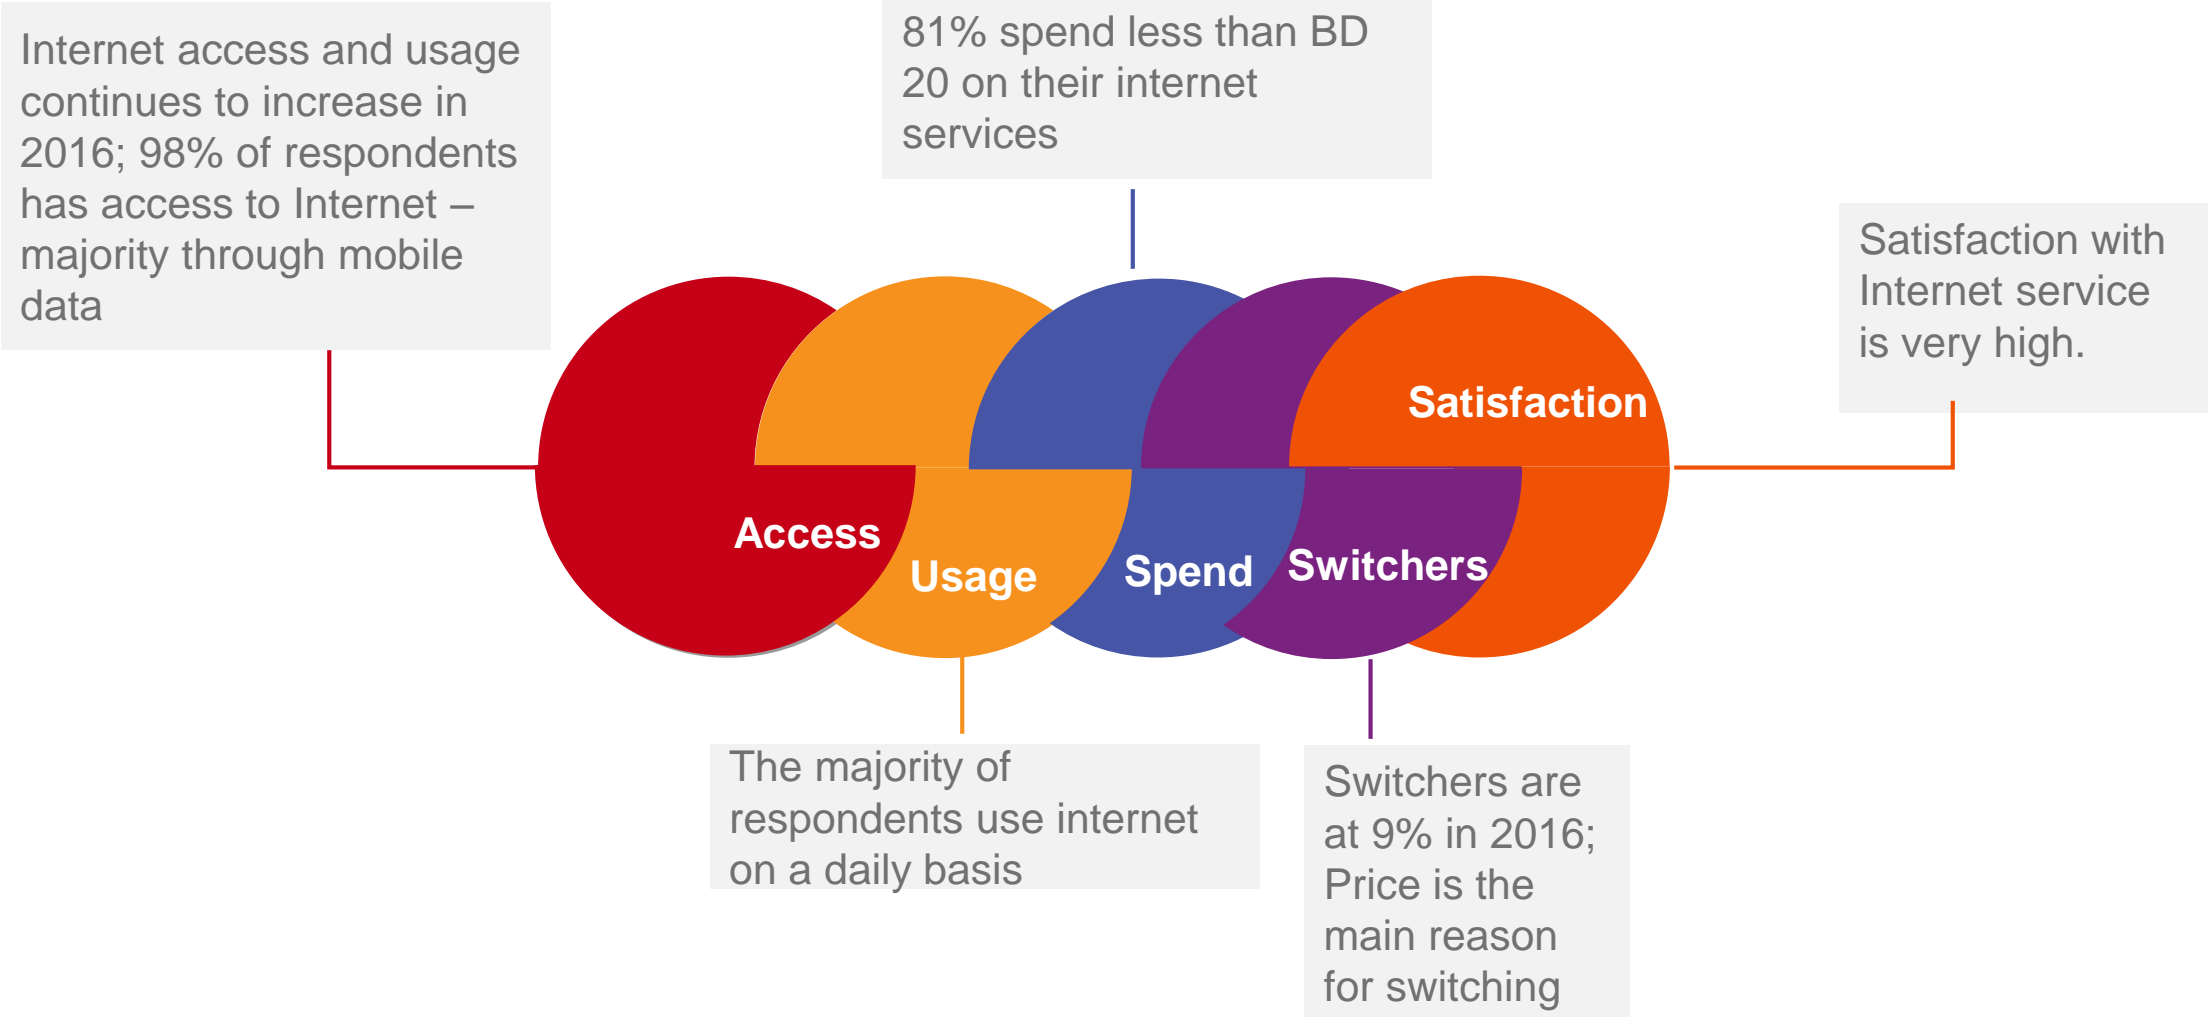 Internet access and usage
continues to increase in
2016; 98% of respondents
has access to Internet –
majority through mobile
data
81% spend less than BD
20 on their internet
services
Satisfaction with
Internet service
is very high.
Satisfaction
Access
Usage
Spend
Switchers
The majority of
respondents use internet
on a daily basis
Switchers are
at 9% in 2016;
Price is the
main reason
for switching